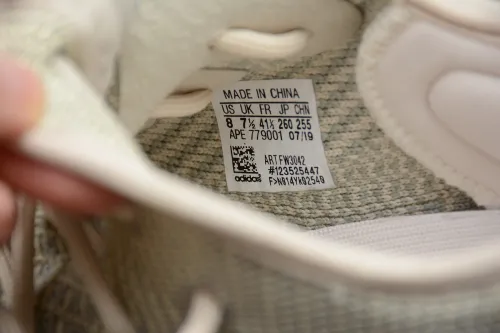 MADE IN CHINA
US UK FR JP CHN
8 7½ 41⅓ 260 255
APE 779001 07/19
ART FW3042
#123525447
F>N914YK02549
adidas